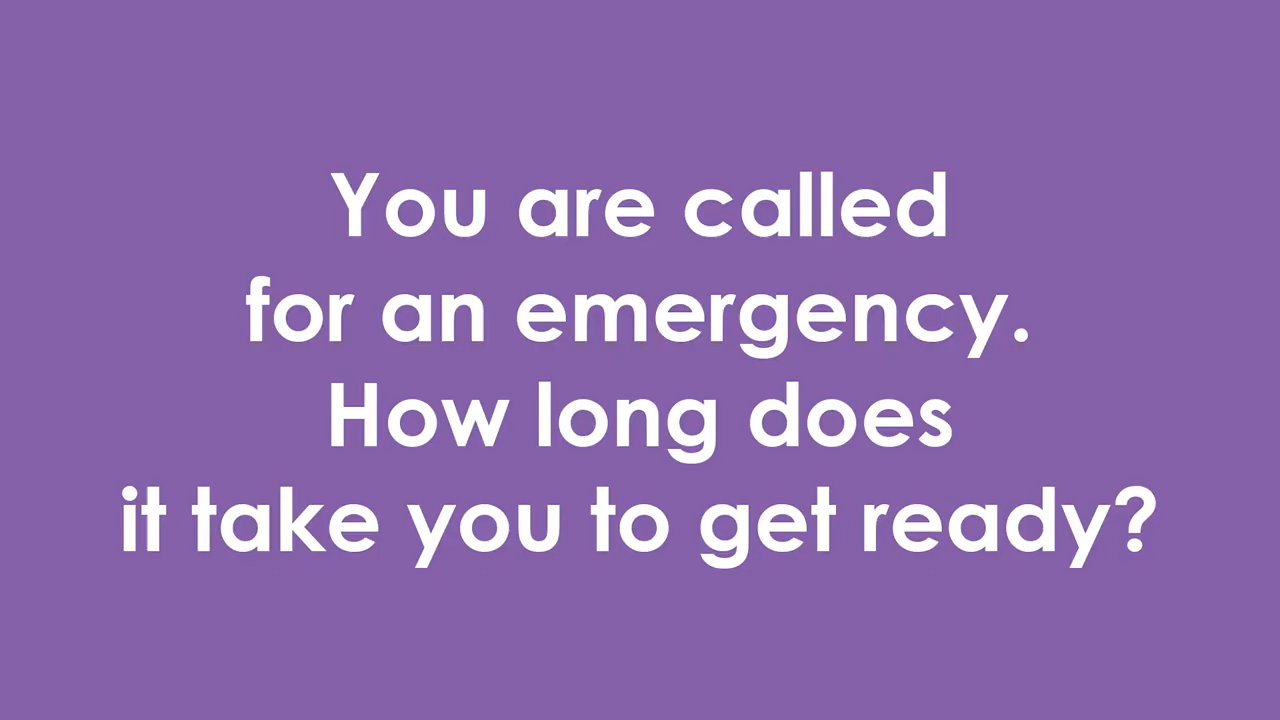 You are called
for an emergency.
How long does
it take you to get ready?